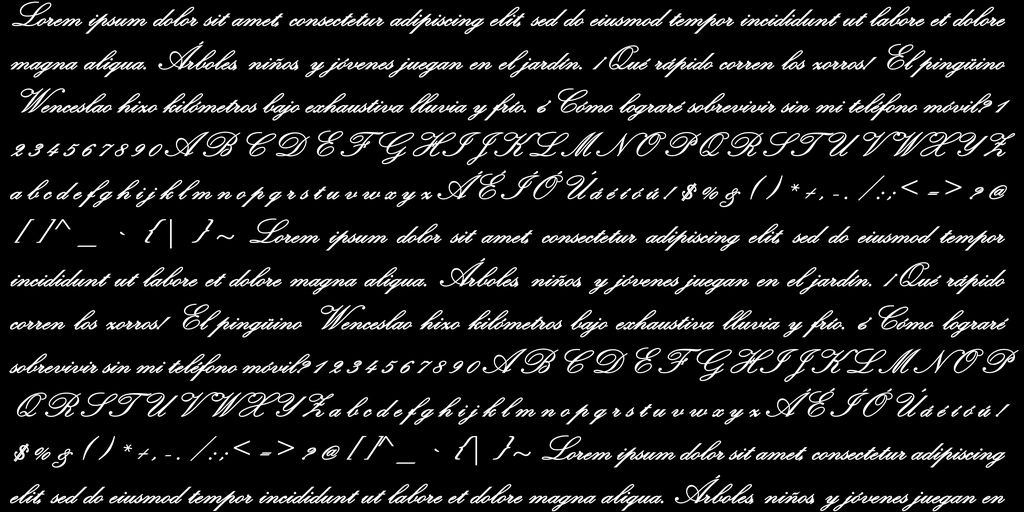 Lorem ipsum dolor sit amet, consectetur adipiscing elit, sed do eiusmod tempor incididunt ut labore et dolore
magna aliqua. Árboles, niños, y jóvenes juegan en el jardín. ¡Qué rápido corren los zorros! El pingüino
Wenceslao hizo kilómetros bajo exhaustiva lluvia y frío. ¿Cómo lograré sobrevivir sin mi teléfono móvil? 1
2 3 4 5 6 7 8 9 0 A B C D E F G H I J K L M N O P Q R S T U V W X Y Z
a b c d e f g h i j k l m n o p q r s t u v w x y z Á É Í Ó Ú á é í ó ú ! $ % & ( ) * + , - . / : ; < = > ? @
[ ] ^ _ ` { | } ~ Lorem ipsum dolor sit amet, consectetur adipiscing elit, sed do eiusmod tempor
incididunt ut labore et dolore magna aliqua. Árboles, niños, y jóvenes juegan en el jardín. ¡Qué rápido
corren los zorros! El pingüino Wenceslao hizo kilómetros bajo exhaustiva lluvia y frío. ¿Cómo lograré
sobrevivir sin mi teléfono móvil? 1 2 3 4 5 6 7 8 9 0 A B C D E F G H I J K L M N O P
Q R S T U V W X Y Z a b c d e f g h i j k l m n o p q r s t u v w x y z Á É Í Ó Ú á é í ó ú !
$ % & ( ) * + , - . / : ; < = > ? @ [ ] ^ _ ` { | } ~ Lorem ipsum dolor sit amet, consectetur adipiscing
elit, sed do eiusmod tempor incididunt ut labore et dolore magna aliqua. Árboles, niños, y jóvenes juegan en